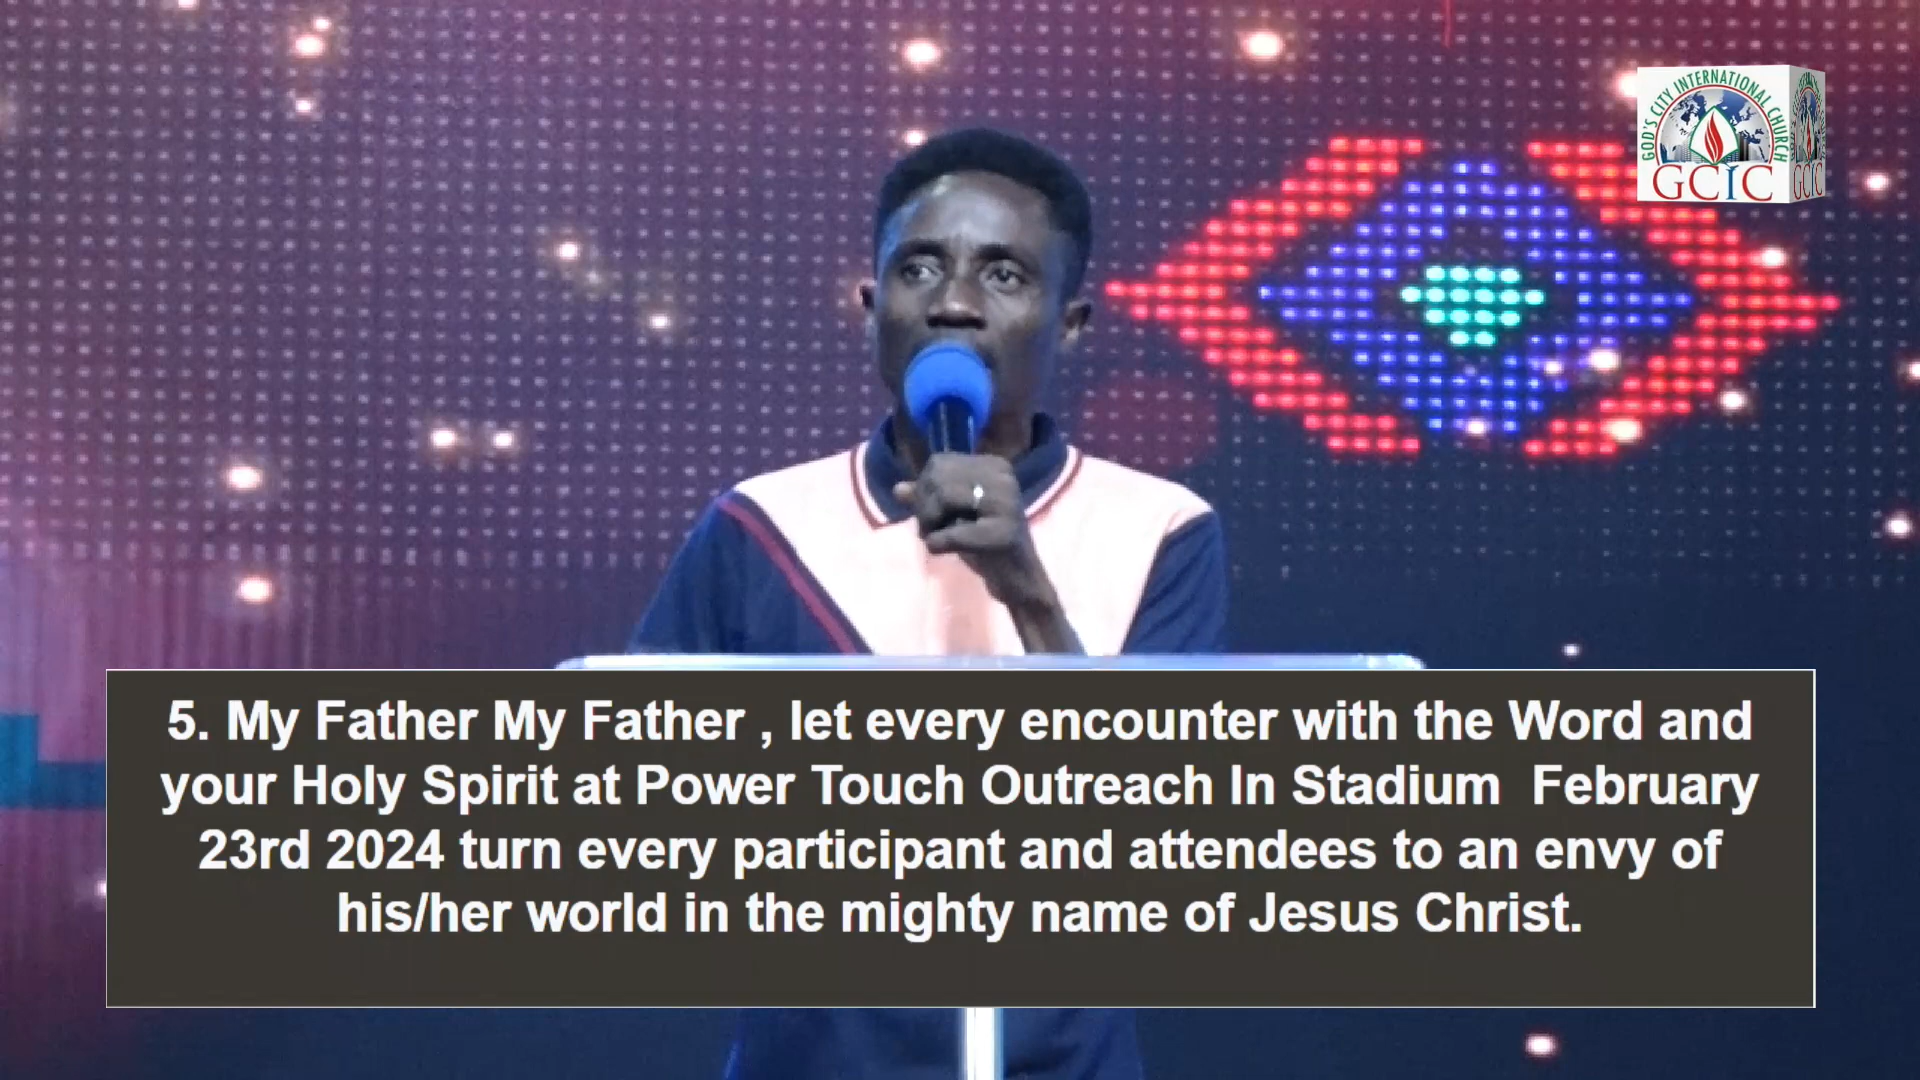 GOD'S CITY INTERNATIONAL CHURCH
GCIC
GCIC
5. My Father My Father , let every encounter with the Word and
your Holy Spirit at Power Touch Outreach In Stadium  February
23rd 2024 turn every participant and attendees to an envy of
his/her world in the mighty name of Jesus Christ.